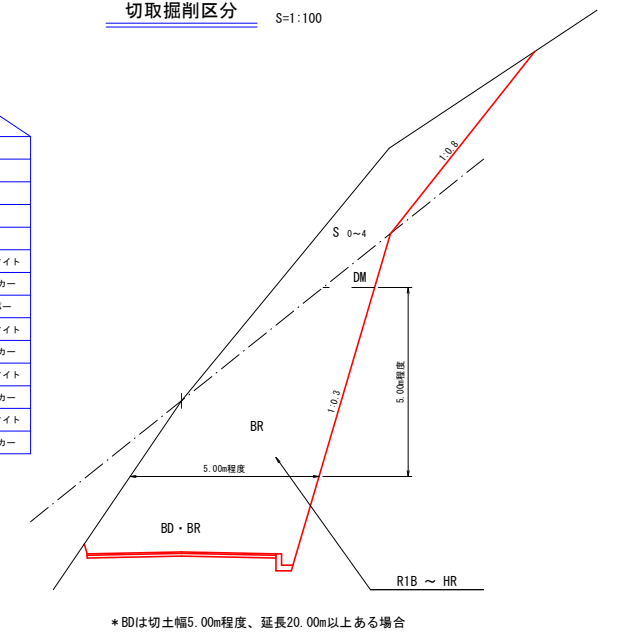 切取掘削区分 S=1:100
1:0.8
S 0~4
DM
イト
カー
バー
イト
カー
イト
カー
イト
カー
5.00m程度
1:0.3
BR
5.00m程度
BD・BR
R1B ~ HR
*BDは切土幅5.00m程度、延長20.00m以上ある場合